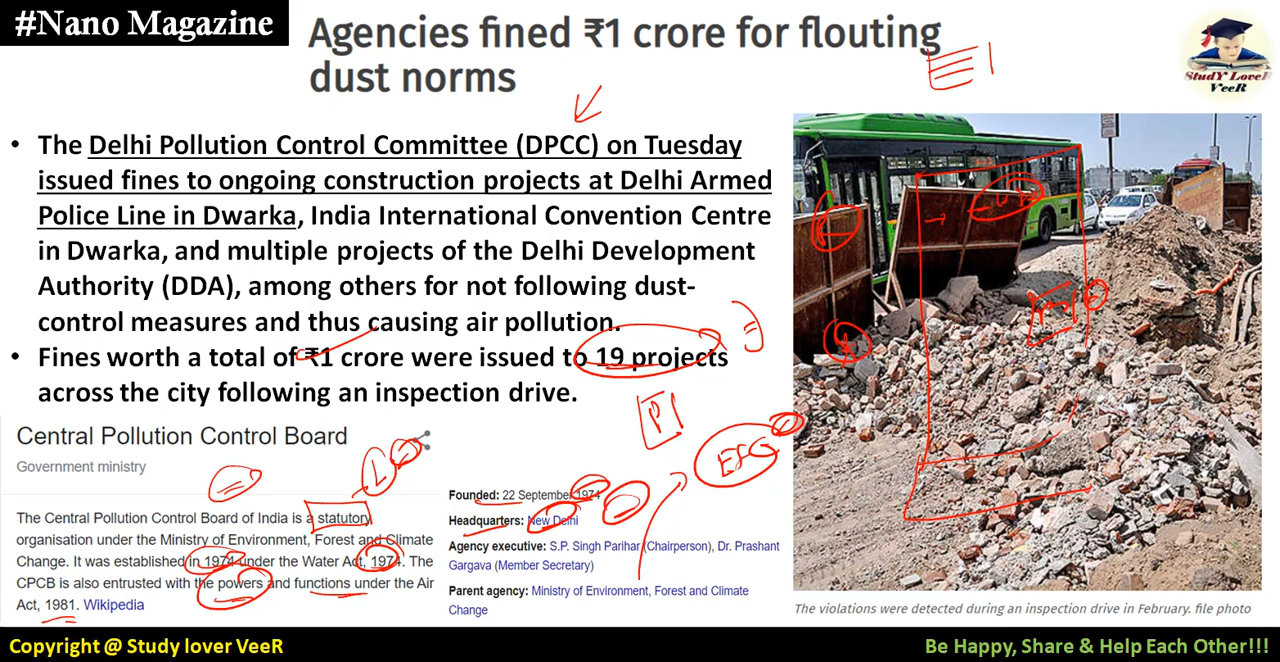 #Nano Magazine
Agencies fined ₹1 crore for flouting
dust norms
StudY LoveR
VeeR
• The Delhi Pollution Control Committee (DPCC) on Tuesday
issued fines to ongoing construction projects at Delhi Armed
Police Line in Dwarka, India International Convention Centre
in Dwarka, and multiple projects of the Delhi Development
Authority (DDA), among others for not following dust-
control measures and thus causing air pollution.
• Fines worth a total of ₹1 crore were issued to 19 projects
across the city following an inspection drive.
Central Pollution Control Board
Government ministry
The Central Pollution Control Board of India is a statutory
organisation under the Ministry of Environment, Forest and Climate
Change. It was established in 1974 under the Water Act, 1974. The
CPCB is also entrusted with the powers and functions under the Air
Act, 1981. Wikipedia
Founded: 22 September 1974
Headquarters: New Delhi
Agency executive: S.P. Singh Parihar (Chairperson), Dr. Prashant
Gargava (Member Secretary)
Parent agency: Ministry of Environment, Forest and Climate
Change
P
L
The violations were detected during an inspection drive in February. file photo
Copyright @ Study lover VeeR
Be Happy, Share & Help Each Other!!!